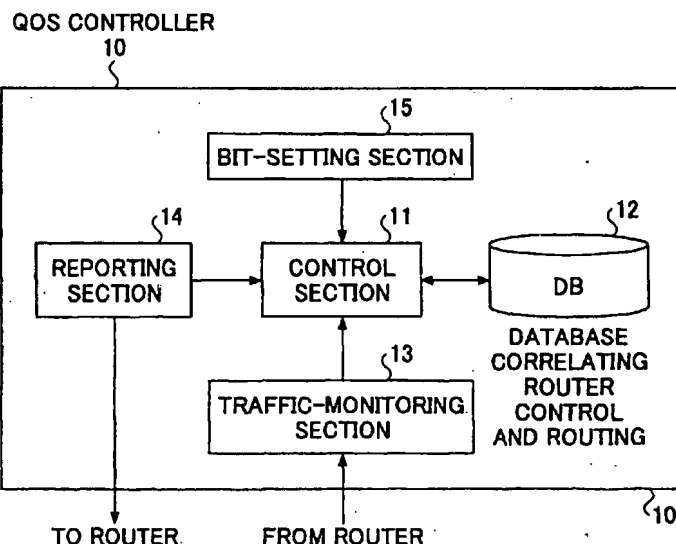 QOS CONTROLLER
10
15
BIT-SETTING SECTION
14
REPORTING
SECTION
11
CONTROL
SECTION
12
DB
DATABASE
CORRELATING
ROUTER
CONTROL
AND ROUTING
13
TRAFFIC-MONITORING
SECTION
10
TO ROUTER
FROM ROUTER